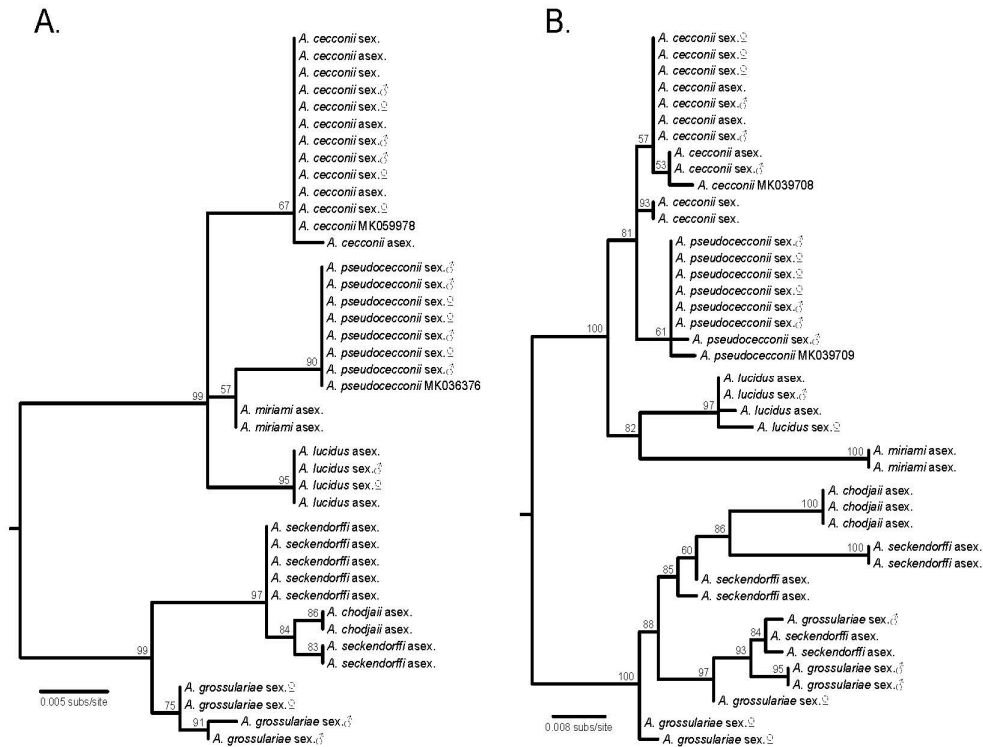 A.
A. cecconii sex.
A. cecconii asex.
A. cecconii sex.
A. cecconii sex.♂
A. cecconii sex.♀
A. cecconii asex.
A. cecconii sex.♂
A. cecconii sex.♂
A. cecconii sex.♀
A. cecconii asex.
A. cecconii sex.♀
67
A. cecconii MK059978
A. cecconii asex.
A. pseudocecconii sex.♂
A. pseudocecconii sex.♂
A. pseudocecconii sex.♀
A. pseudocecconii sex.♀
A. pseudocecconii sex.♂
A. pseudocecconii sex.♀
90
A. pseudocecconii sex.♂
A. pseudocecconii MK036376
99
57
A. miriami asex.
A. miriami asex.
A. lucidus asex.
A. lucidus sex.♂
95
A. lucidus sex.♀
A. lucidus asex.
A. seckendorffi asex.
A. seckendorffi asex.
A. seckendorffi asex.
A. seckendorffi asex.
97
A. seckendorffi asex.
86
A. chodjaii asex.
A. chodjaii asex.
84
83
A. seckendorffi asex.
A. seckendorffi asex.
99
A. grossulariae sex.♀
75
A. grossulariae sex.♀
91
A. grossulariae sex.♂
A. grossulariae sex.♂
0.005 subs/site
B.
A. cecconii sex.♀
A. cecconii sex.♀
A. cecconii sex.♀
A. cecconii asex.
A. cecconii sex.♂
A. cecconii asex.
57
A. cecconii sex.♂
A. cecconii asex.
53
A. cecconii sex.♂
A. cecconii MK039708
93
A. cecconii sex.
A. cecconii sex.
81
A. pseudocecconii sex.♂
A. pseudocecconii sex.♀
A. pseudocecconii sex.♀
A. pseudocecconii sex.♀
A. pseudocecconii sex.♂
A. pseudocecconii sex.♂
61
A. pseudocecconii sex.♂
A. pseudocecconii MK039709
100
A. lucidus asex.
A. lucidus sex.♂
97
A. lucidus asex.
A. lucidus sex.♀
82
100
A. miriami asex.
A. miriami asex.
A. chodjaii asex.
100
A. chodjaii asex.
A. chodjaii asex.
86
100
A. seckendorffi asex.
A. seckendorffi asex.
60
85
A. seckendorffi asex.
A. seckendorffi asex.
88
A. grossulariae sex.♂
84
A. seckendorffi asex.
93
A. seckendorffi asex.
97
95
A. grossulariae sex.♂
A. grossulariae sex.♂
A. grossulariae sex.♀
100
A. grossulariae sex.♀
A. grossulariae sex.♀
0.008 subs/site